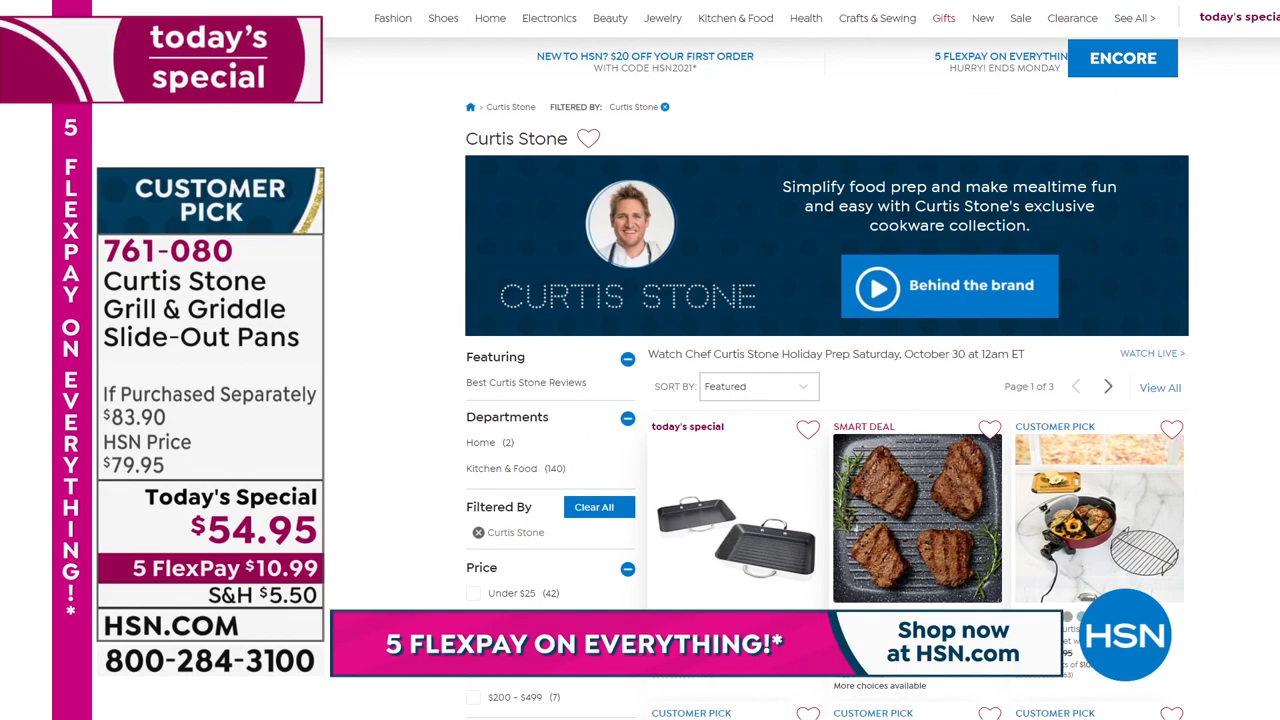 today's
special
5 FLEXPAY ON EVERYTHING!*
CUSTOMER
PICK
761-080
Curtis Stone
Grill & Griddle
Slide-Out Pans
If Purchased Separately
$83.90
HSN Price
$79.95
Today's Special
$54.95
5 FlexPay $10.99
S&H $5.50
HSN.COM
800-284-3100
Fashion Shoes Home Electronics Beauty Jewelry Kitchen & Food Health Crafts & Sewing Gifts New Sale Clearance See All > today's
NEW TO HSN? $20 OFF YOUR FIRST ORDER
WITH CODE HSN2021*
5 FLEXPAY ON
HURRY! ENDS MONDAY
ENCORE
> Curtis Stone FILTERED BY: Curtis Stone
Curtis Stone
Simplify food prep and make mealtime fun
and easy with Curtis Stone's exclusive
cookware collection.
CURTIS STONE
Behind the brand
Featuring
Best Curtis Stone Reviews
Departments
Home (2)
Kitchen & Food (140)
Filtered By
Clear All
Curtis Stone
Price
Under $25 (42)
$200 - $499 (7)
Watch Chef Curtis Stone Holiday Prep Saturday, October 30 at 12am ET
WATCH LIVE >
SORT BY: Featured
Page 1 of 3
View All
today's special
SMART DEAL
CUSTOMER PICK
More choices available
CUSTOMER PICK
CUSTOMER PICK
CUSTOMER PICK
5 FLEXPAY ON EVERYTHING!*
Shop now
at HSN.com
HSN